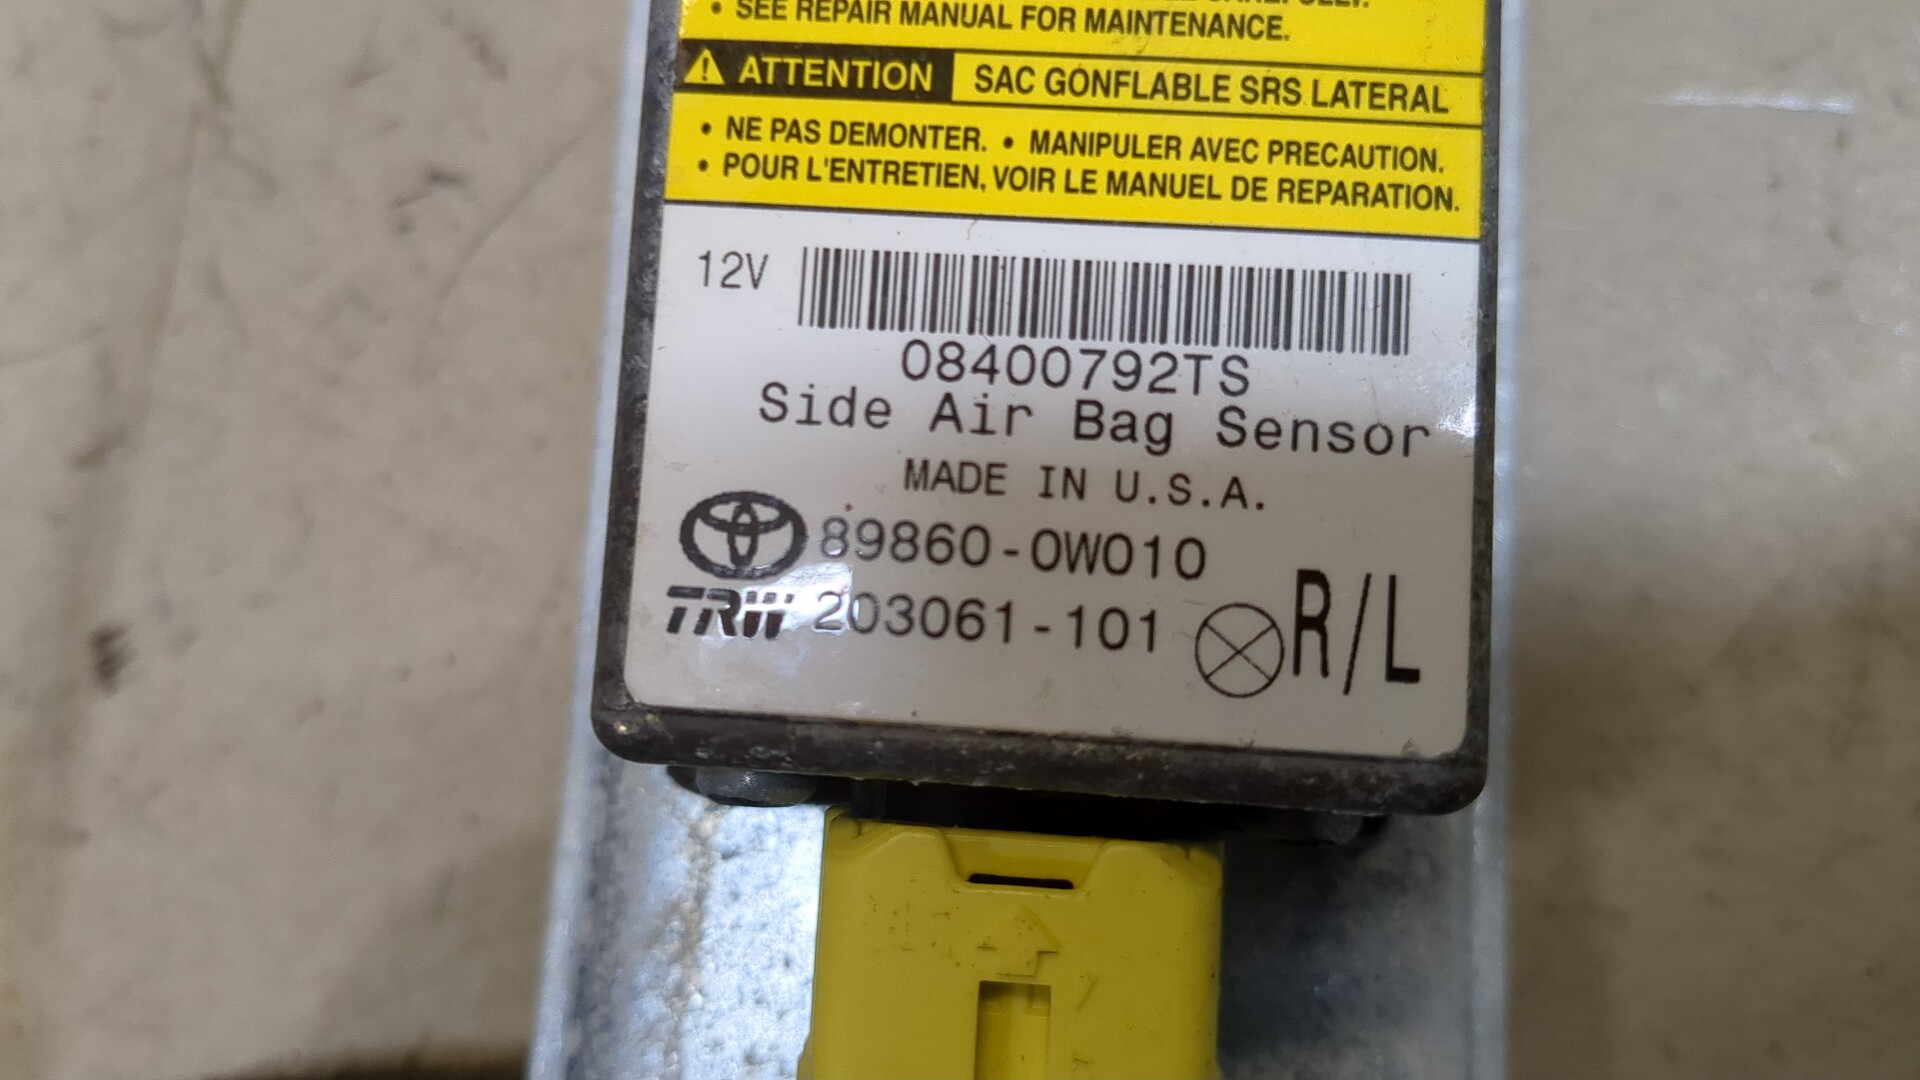 • SEE REPAIR MANUAL FOR MAINTENANCE.
ATTENTION SAC GONFLABLE SRS LATERAL
• NE PAS DEMONTER. • MANIPULER AVEC PRECAUTION.
• POUR L'ENTRETIEN, VOIR LE MANUEL DE REPARATION.
12V
08400792TS
Side Air Bag Sensor
MADE IN U.S.A.
89860-0W010
TRW 203061-101 R/L